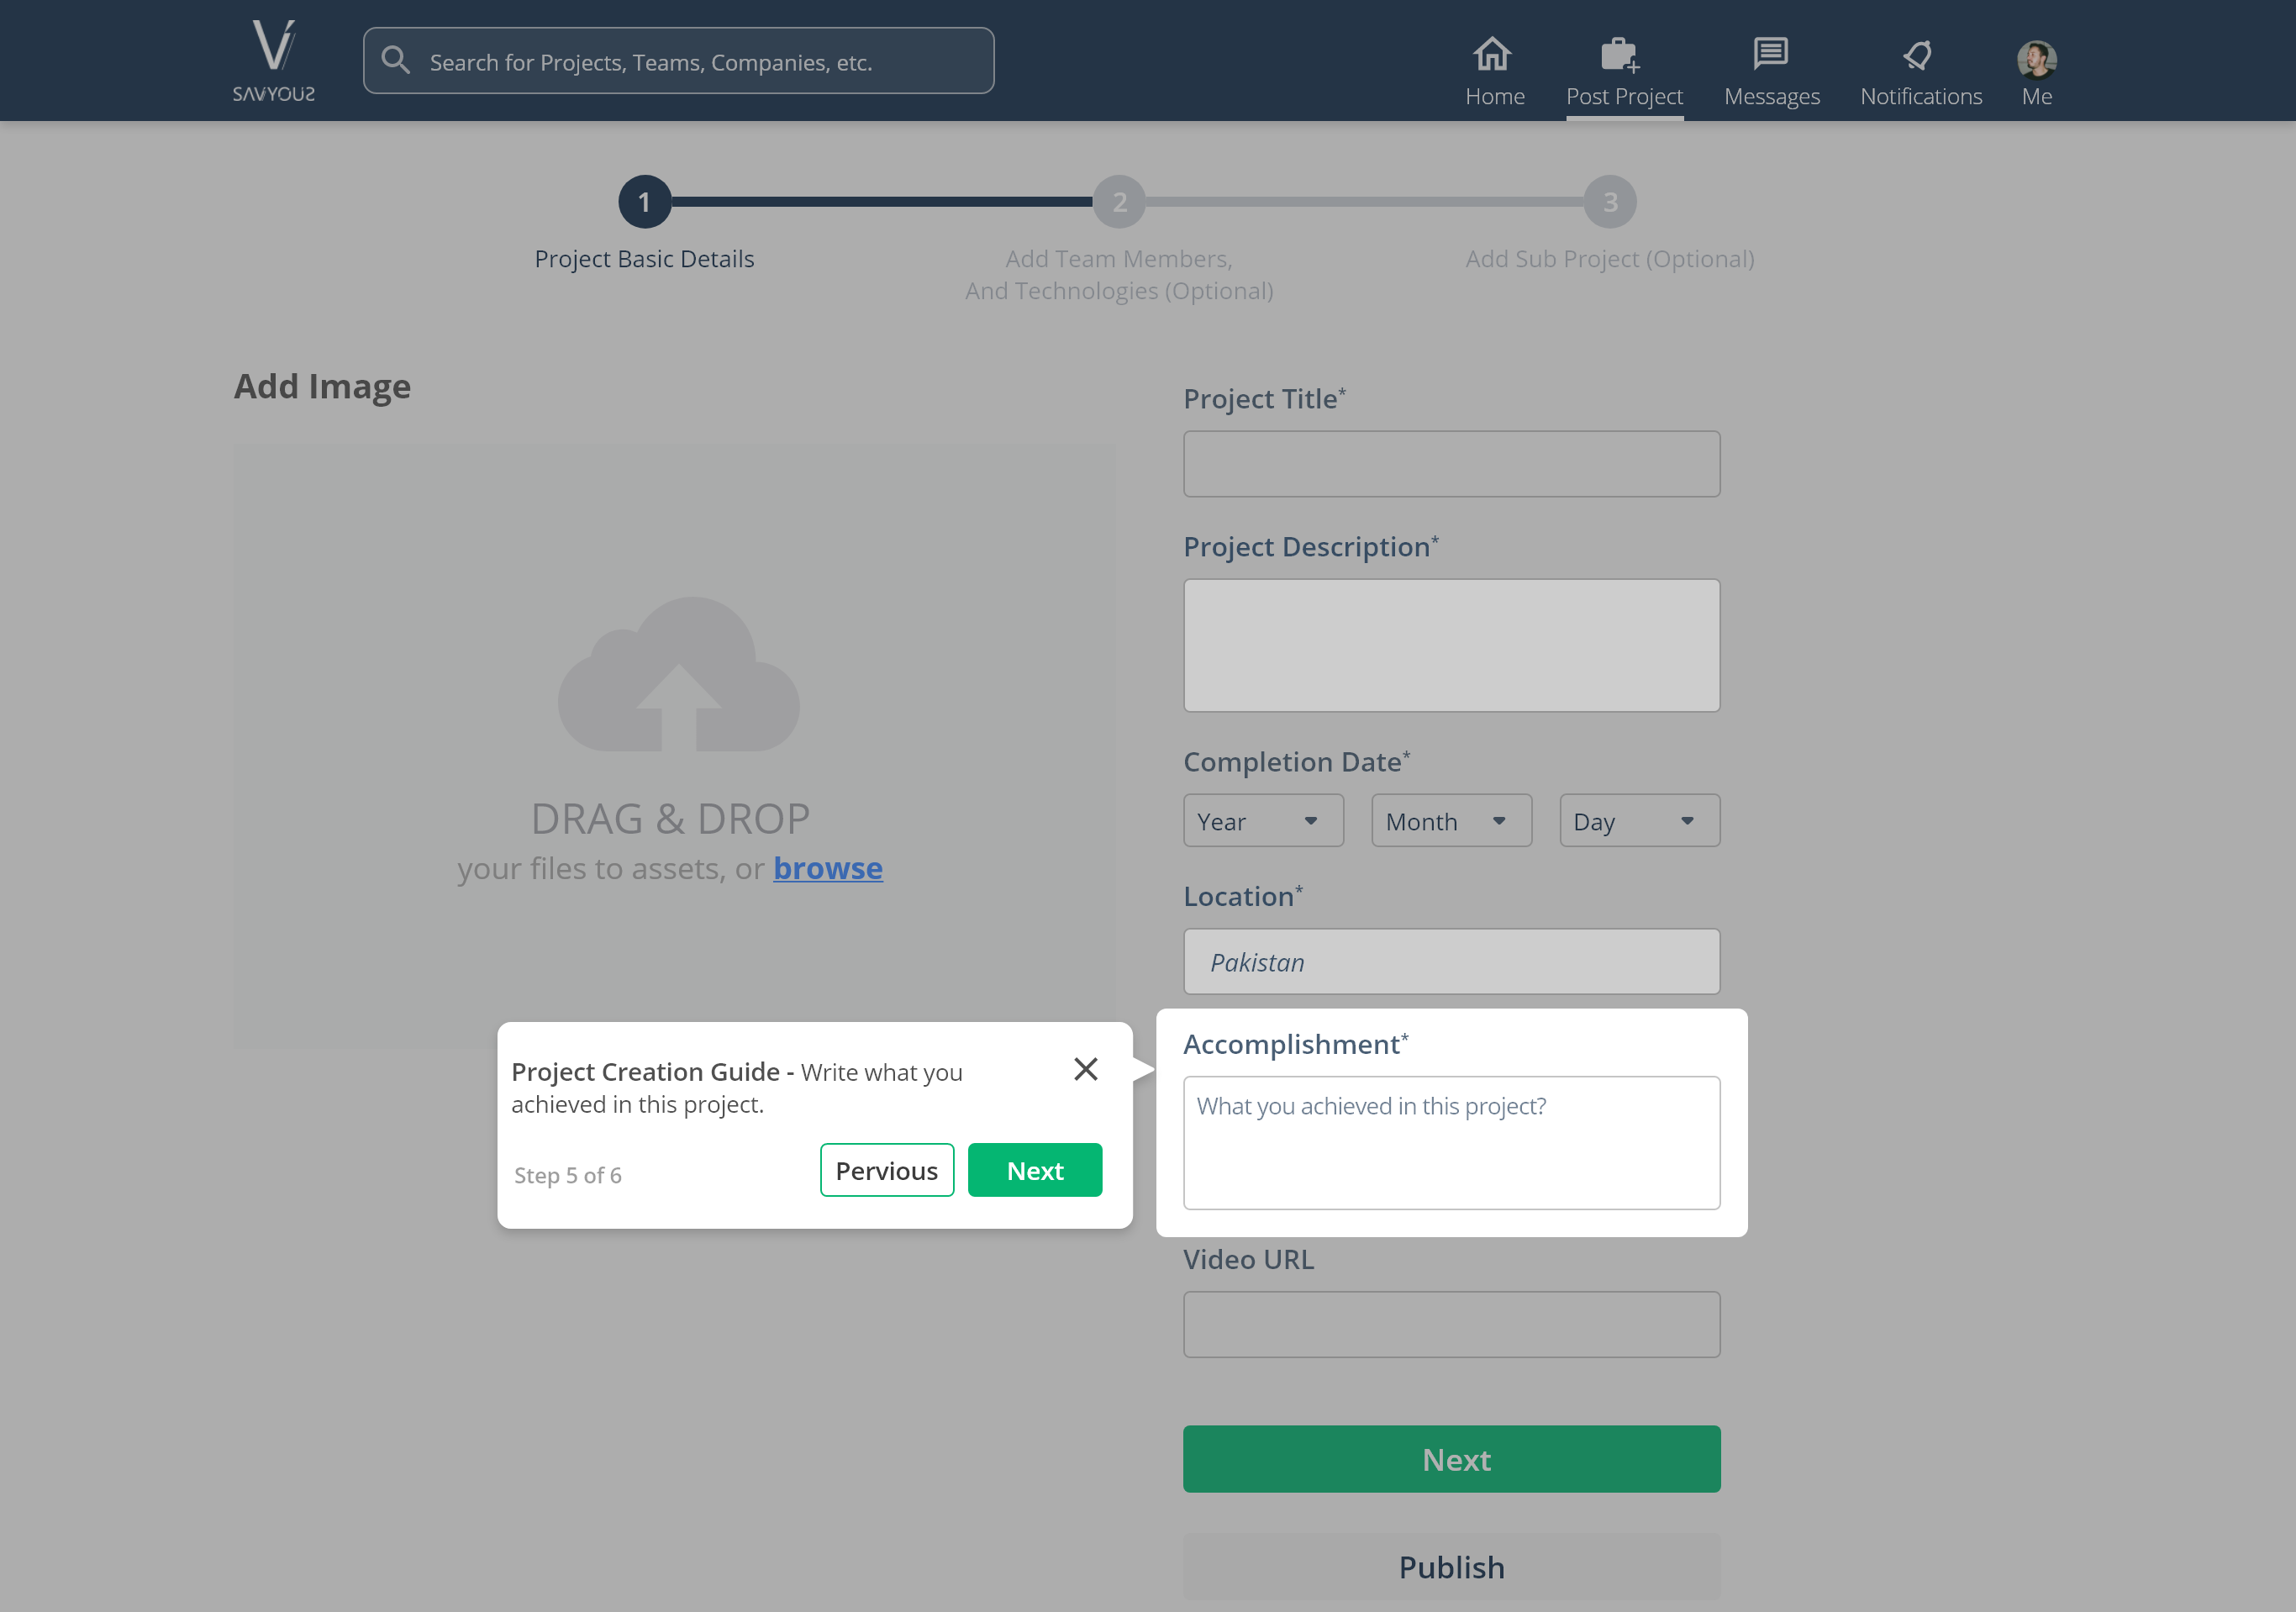 SAVYOUS
Search for Projects, Teams, Companies, etc.
Home
Post Project
Messages
Notifications
Me
1
2
3
Project Basic Details
Add Team Members,
And Technologies (Optional)
Add Sub Project (Optional)
Add Image
DRAG & DROP
your files to assets, or browse
Project Title*
Project Description*
Completion Date*
Year
Month
Day
Location*
Pakistan
Project Creation Guide - Write what you
achieved in this project.
Step 5 of 6
Pervious
Next
Accomplishment*
What you achieved in this project?
Video URL
Next
Publish